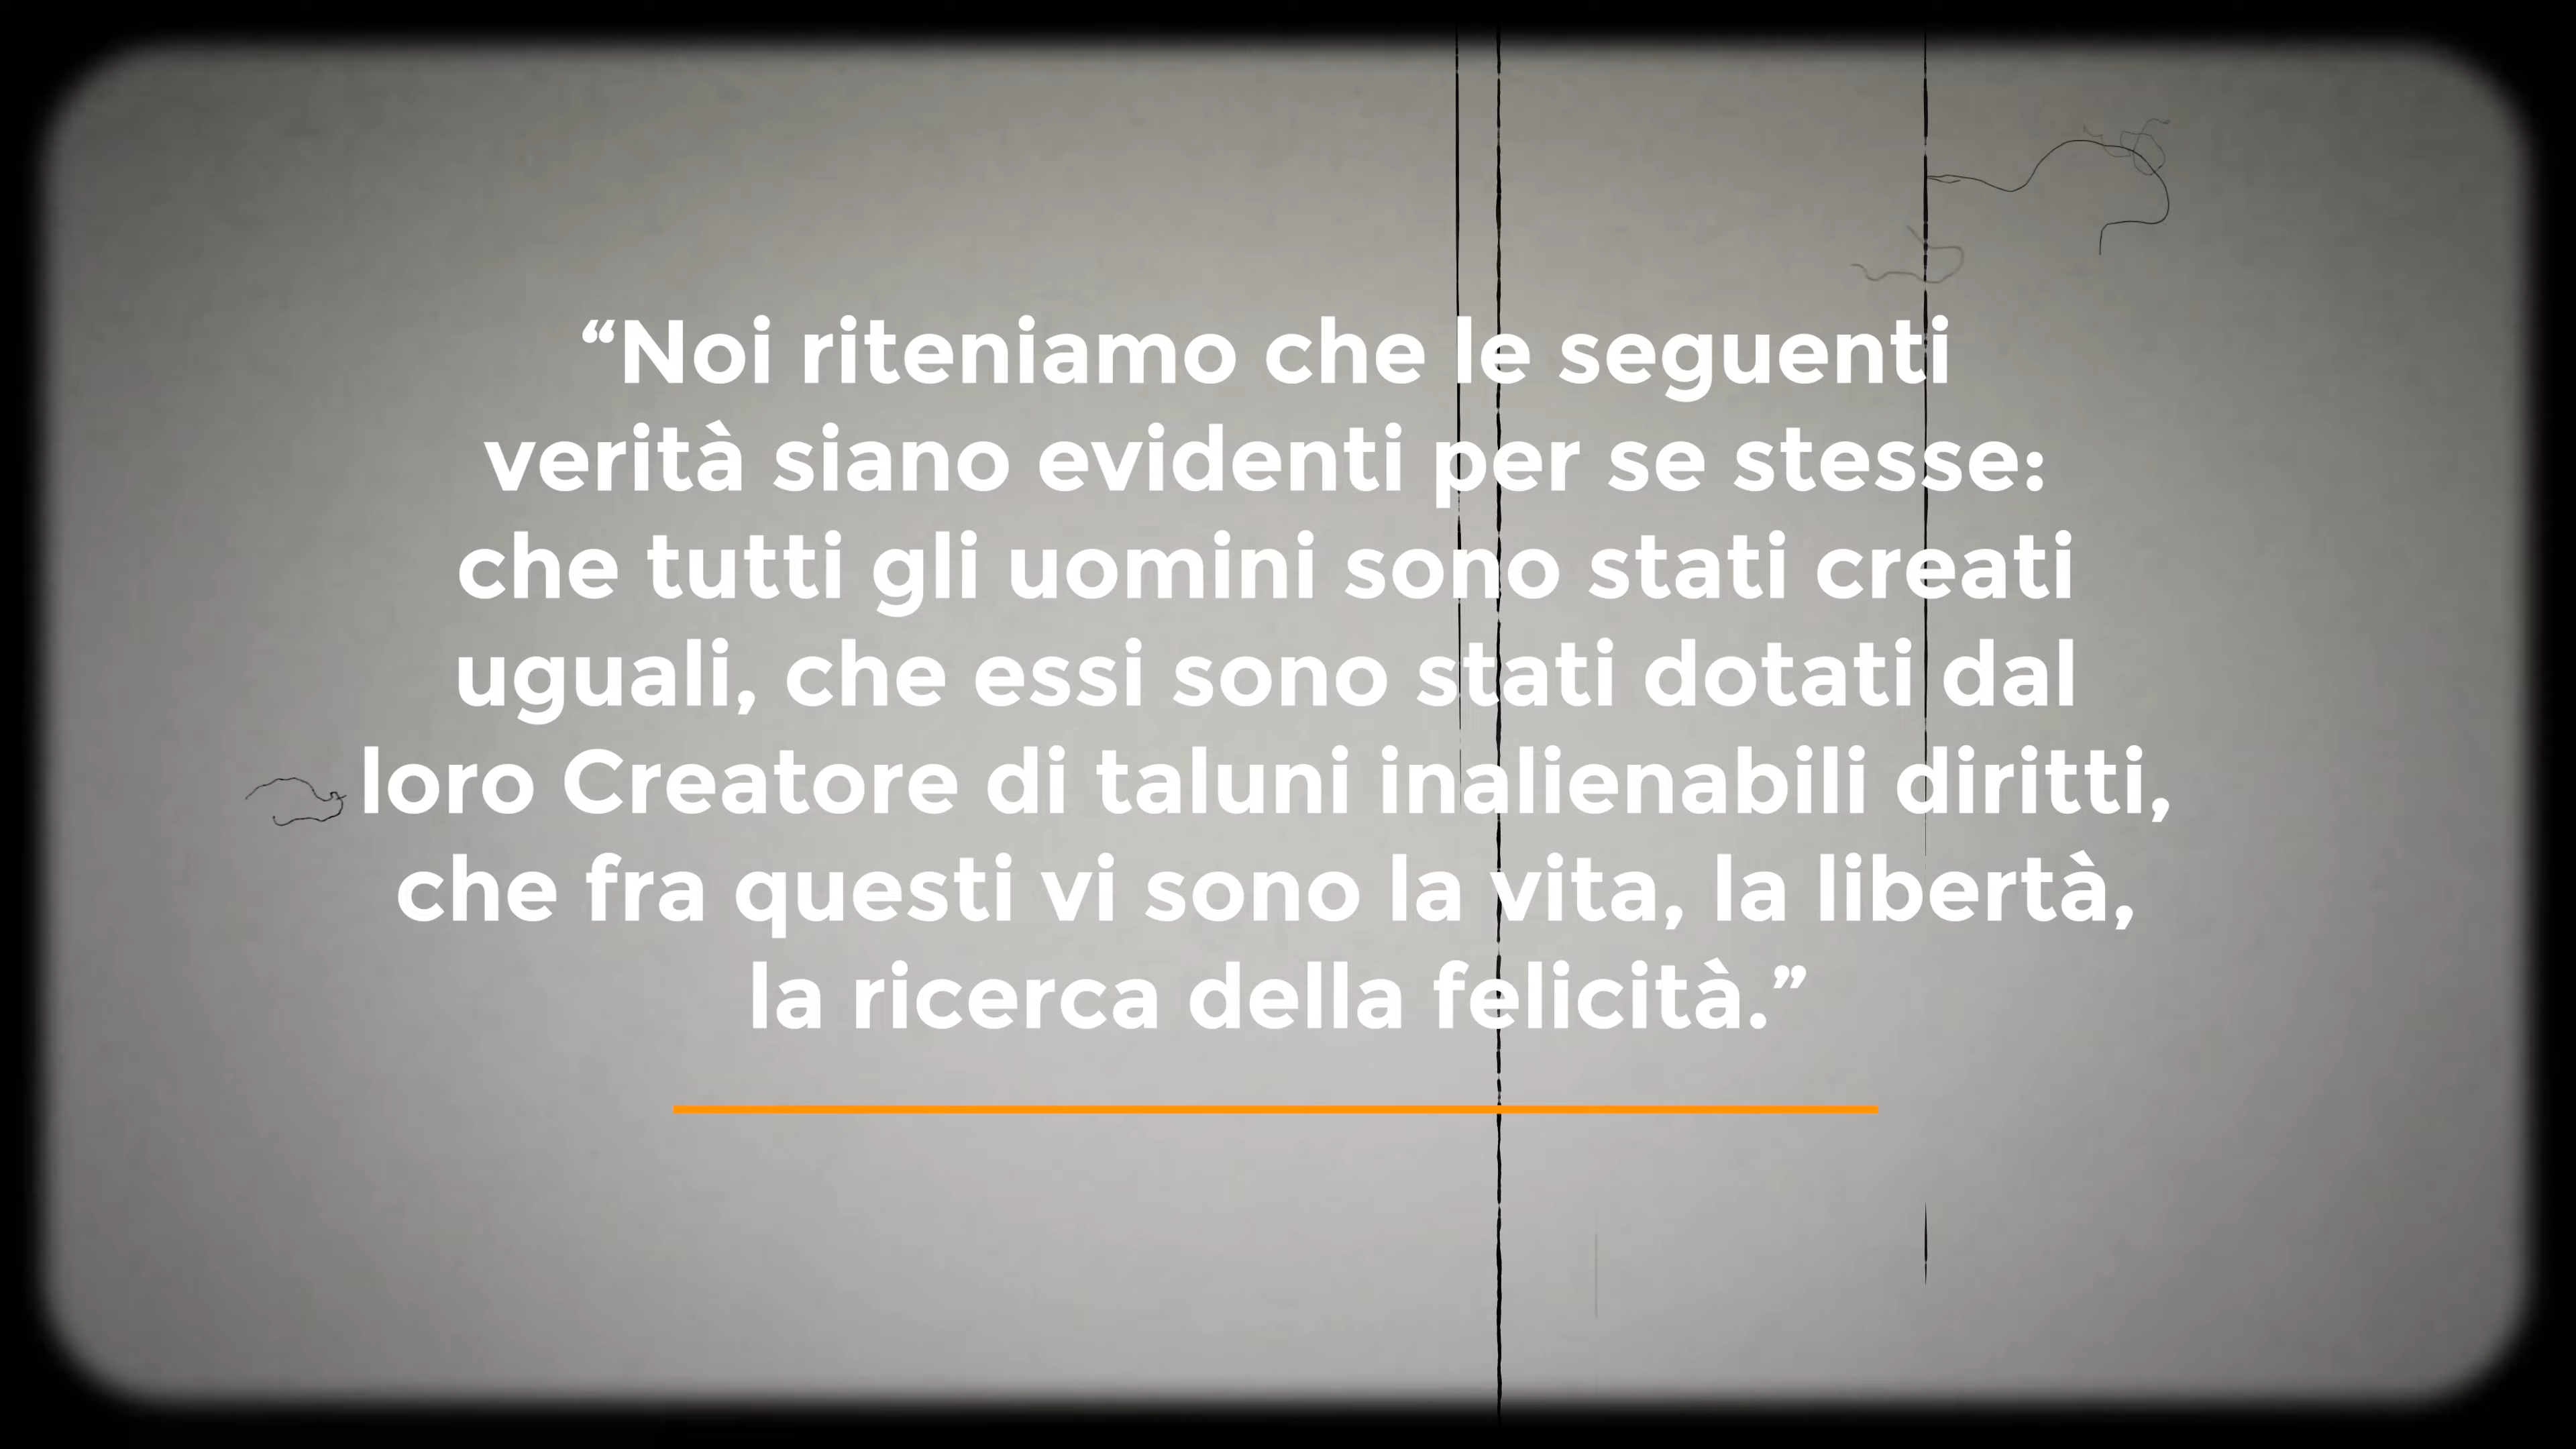 “Noi riteniamo che le seguenti
verità siano evidenti per se stesse:
che tutti gli uomini sono stati creati
uguali, che essi sono stati dotati dal
loro Creatore di taluni inalienabili diritti,
che fra questi vi sono la vita, la libertà,
la ricerca della felicità.”